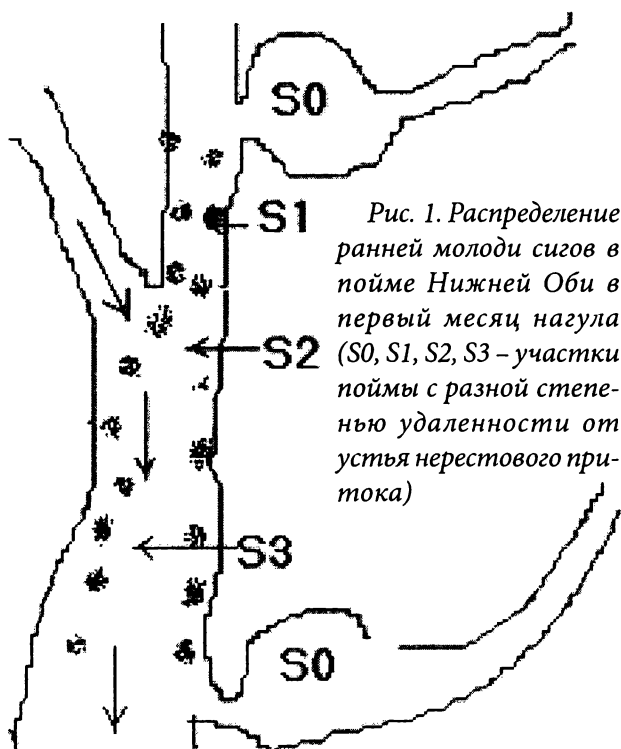 S0
S1
Рис. 1. Распределение
ранней молоди сигов в
пойме Нижней Оби в
первый месяц нагула
(S0, S1, S2, S3 – участки
поймы с разной степе-
нью удаленности от
устья нерестового при-
тока)
S2
S3
S0